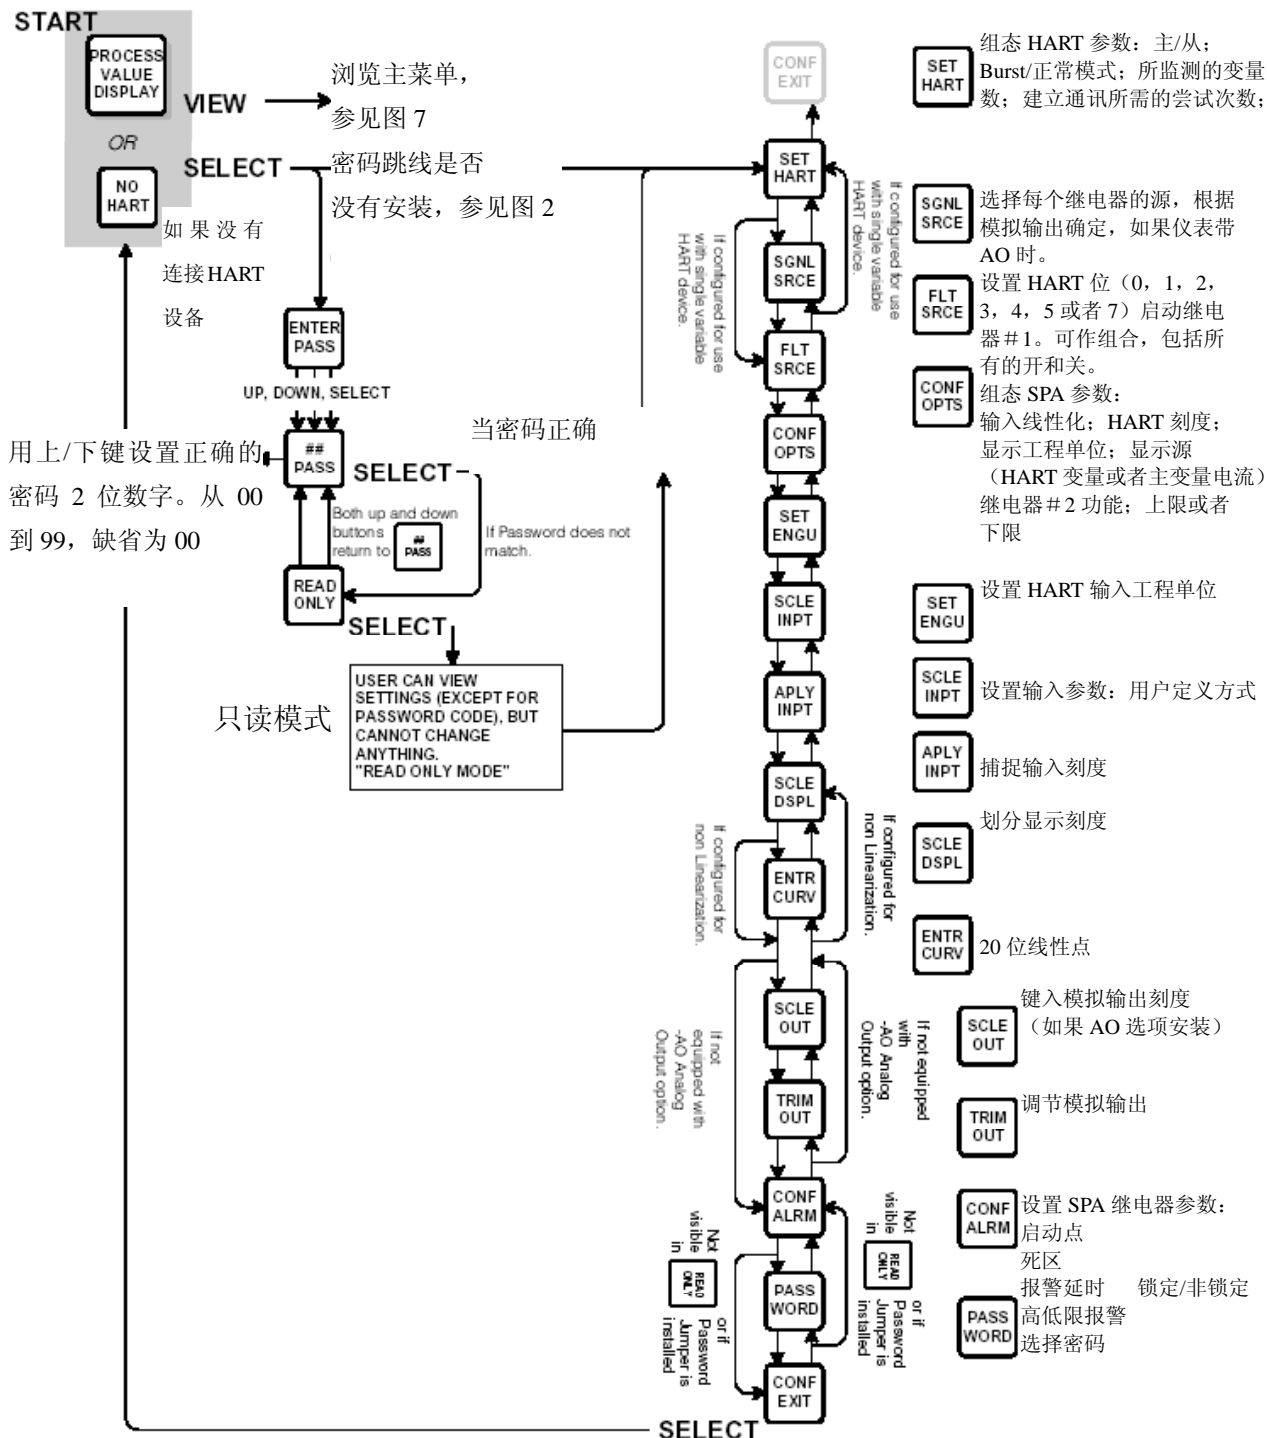 START
PROCESS
VALUE
DISPLAY
VIEW
浏览主菜单，
参见图 7
OR
SELECT
密码跳线是否
没有安装，参见图 2
NO
HART
如果没有
连接HART
设备
ENTER
PASS
UP, DOWN, SELECT
##
PASS
用上/下键设置正确的
密码 2 位数字。从 00
到 99，缺省为 00
当密码正确
SELECT
Both up and down
buttons
return to
##
PASS
If Password does not
match.
READ
ONLY
SELECT
只读模式
USER CAN VIEW
SETTINGS (EXCEPT FOR
PASSWORD CODE), BUT
CANNOT CHANGE
ANYTHING.
"READ ONLY MODE"
CONF
EXIT
SET
HART
If configured for use
with single variable
HART device.
SGNL
SRCE
If configured for use
with single variable
HART device.
FLT
SRCE
CONF
OPTS
SET
ENGU
SCLE
INPT
APLY
INPT
SCLE
DSPL
If configured for
non Linearization.
ENTR
CURV
If configured for
non Linearization.
SCLE
OUT
If not
equipped with
-AO Analog
Output option.
If not equipped
with
-AO Analog
Output option.
TRIM
OUT
CONF
ALRM
Not
visible
in
READ
ONLY
or if
Password
Jumper is
installed
PASS
WORD
Not
visible
in
READ
ONLY
or if
Password
Jumper is
installed
CONF
EXIT
SELECT
SET
HART
组态 HART 参数：主/从；
Burst/正常模式；所监测的变量
数；建立通讯所需的尝试次数；
SGNL
SRCE
选择每个继电器的源，根据
模拟输出确定，如果仪表带
AO 时。
FLT
SRCE
设置 HART 位（0，1，2，
3，4，5 或者 7）启动继电
器＃1。可作组合，包括所
有的开和关。
CONF
OPTS
组态 SPA 参数：
输入线性化；HART 刻度；
显示工程单位；显示源
（HART 变量或者主变量电流）
继电器＃2 功能；上限或者
下限
SET
ENGU
设置 HART 输入工程单位
SCLE
INPT
设置输入参数：用户定义方式
APLY
INPT
捕捉输入刻度
SCLE
DSPL
划分显示刻度
ENTR
CURV
20 位线性点
SCLE
OUT
键入模拟输出刻度
（如果 AO 选项安装）
TRIM
OUT
调节模拟输出
CONF
ALRM
设置 SPA 继电器参数：
启动点
死区
报警延时 锁定/非锁定
高低限报警
PASS
WORD
选择密码